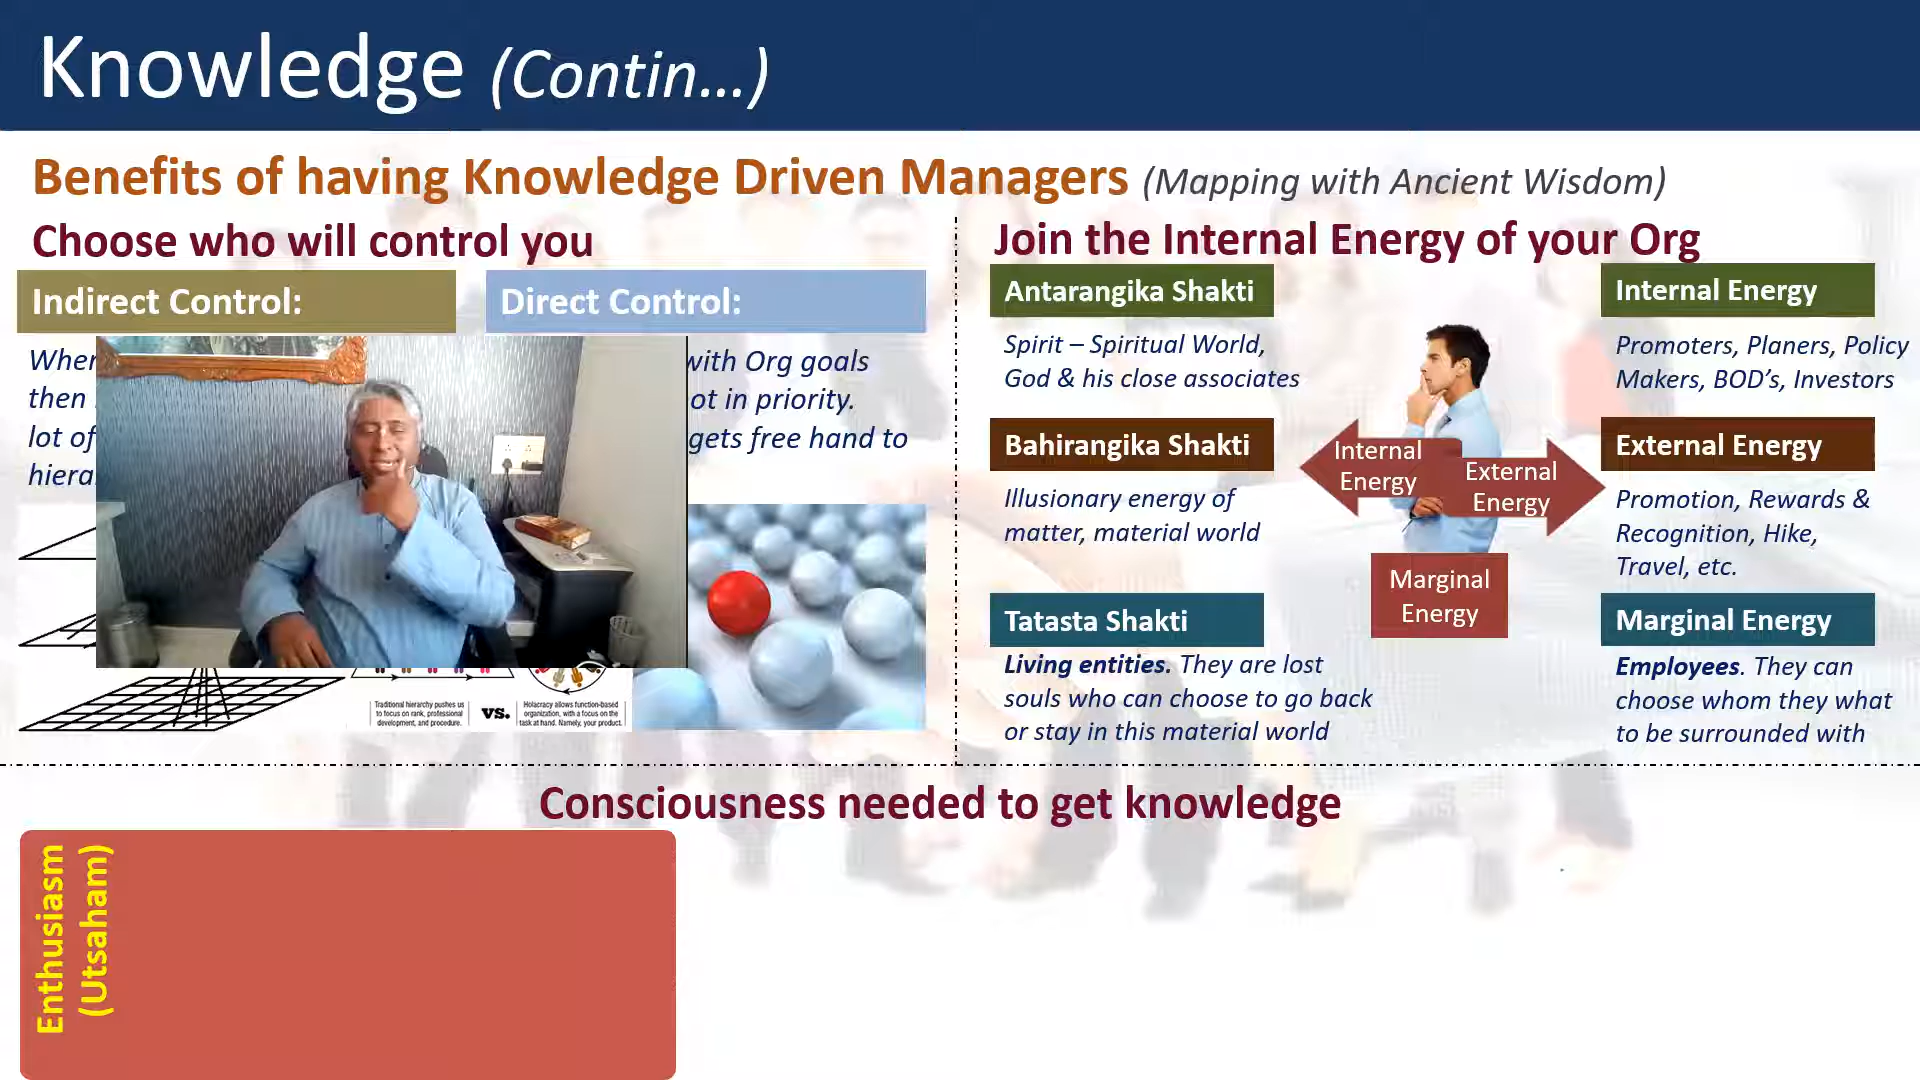 Knowledge (Contin...)
Benefits of having Knowledge Driven Managers (Mapping with Ancient Wisdom)
Choose who will control you
Indirect Control:
Direct Control:
then
lot of
with Org goals
in priority.
gets free hand to
Traditional hierarchy pushes us
to focus on rank, professional
development, and procedure.
vs.
Holacracy allows function-based
organization, with a focus on the
task at hand. Namely, your product.
Join the Internal Energy of your Org
Antarangika Shakti
Spirit – Spiritual World,
God & his close associates
Bahirangika Shakti
Illusionary energy of
matter, material world
Tatasta Shakti
Living entities. They are lost
souls who can choose to go back
or stay in this material world
Internal
Energy
External
Energy
Marginal
Energy
Internal Energy
Promoters, Planers, Policy
Makers, BOD's, Investors
External Energy
Promotion, Rewards &
Recognition, Hike,
Travel, etc.
Marginal Energy
Employees. They can
choose whom they what
to be surrounded with
Consciousness needed to get knowledge
Enthusiasm
(Utsaham)